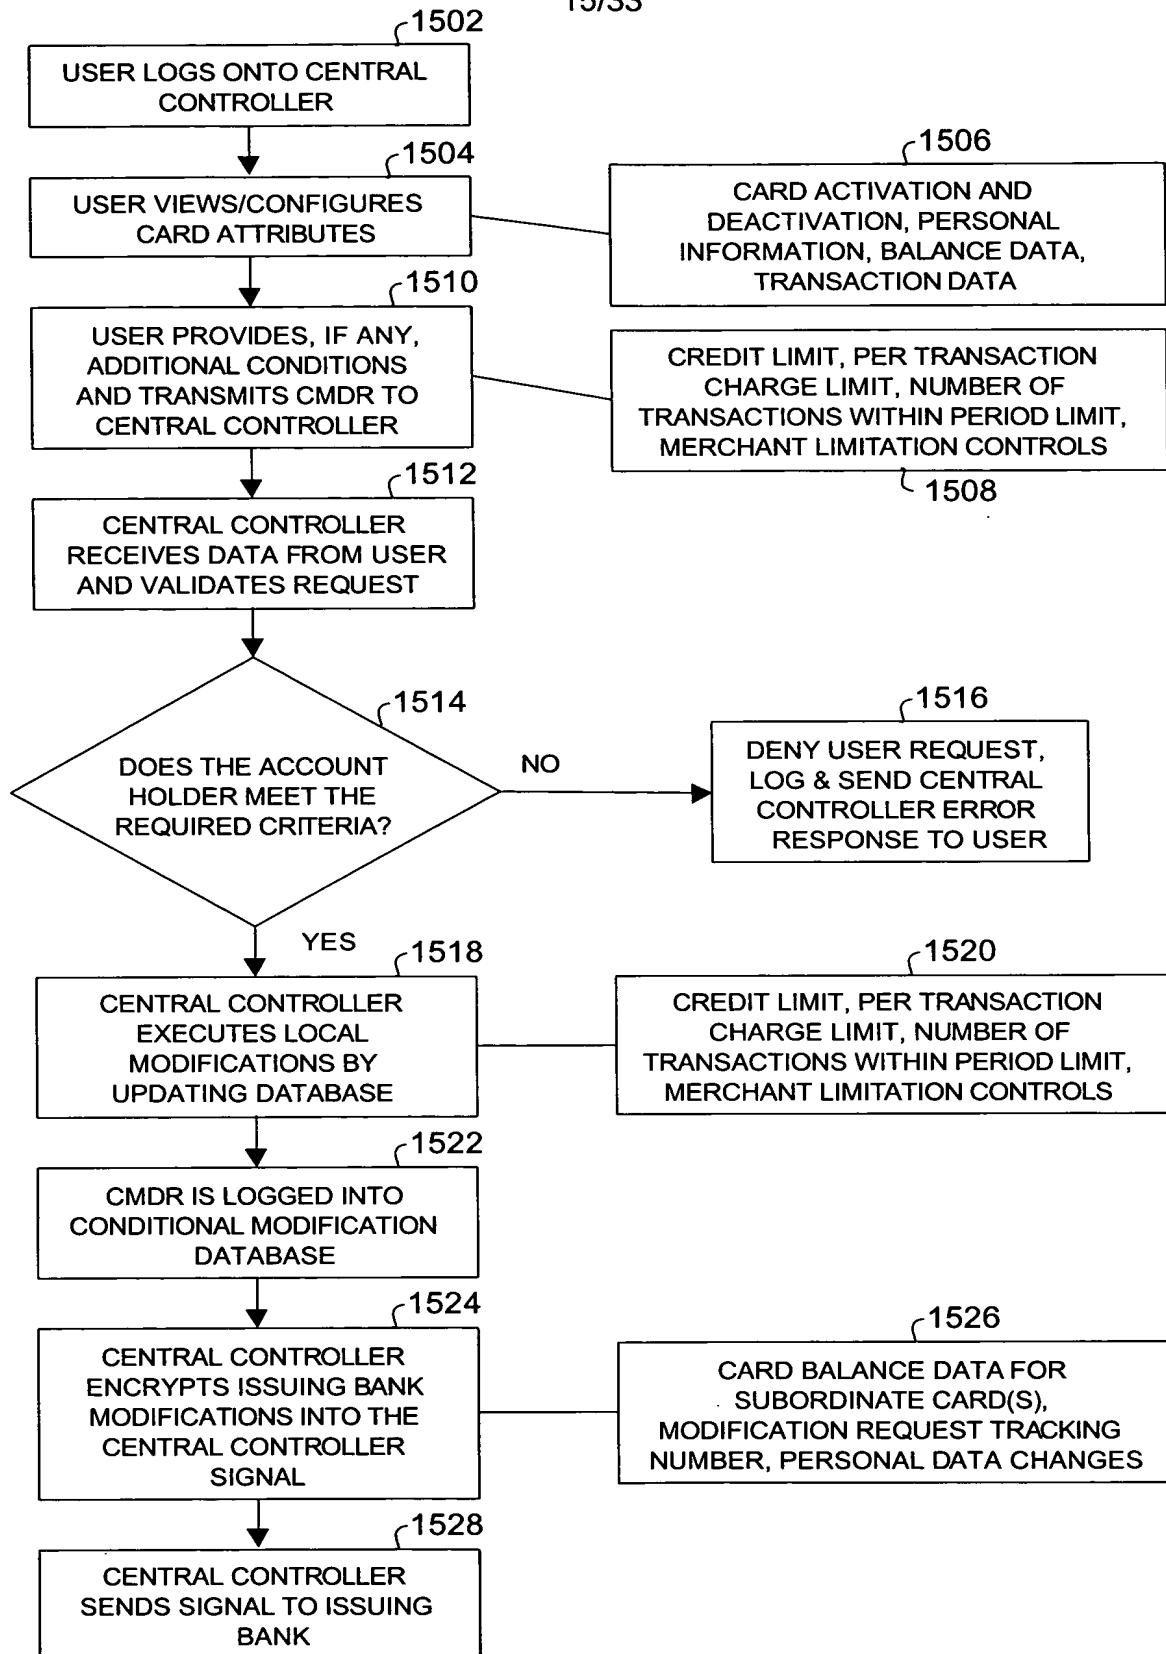 15/33
1502
USER LOGS ONTO CENTRAL
CONTROLLER
1504
USER VIEWS/CONFIGURES
CARD ATTRIBUTES
1506
CARD ACTIVATION AND
DEACTIVATION, PERSONAL
INFORMATION, BALANCE DATA,
TRANSACTION DATA
1510
USER PROVIDES, IF ANY,
ADDITIONAL CONDITIONS
AND TRANSMITS CMDR TO
CENTRAL CONTROLLER
CREDIT LIMIT, PER TRANSACTION
CHARGE LIMIT, NUMBER OF
TRANSACTIONS WITHIN PERIOD LIMIT,
MERCHANT LIMITATION CONTROLS
1508
1512
CENTRAL CONTROLLER
RECEIVES DATA FROM USER
AND VALIDATES REQUEST
1514
DOES THE ACCOUNT
HOLDER MEET THE
REQUIRED CRITERIA?
NO
1516
DENY USER REQUEST,
LOG & SEND CENTRAL
CONTROLLER ERROR
RESPONSE TO USER
YES
1518
CENTRAL CONTROLLER
EXECUTES LOCAL
MODIFICATIONS BY
UPDATING DATABASE
1520
CREDIT LIMIT, PER TRANSACTION
CHARGE LIMIT, NUMBER OF
TRANSACTIONS WITHIN PERIOD LIMIT,
MERCHANT LIMITATION CONTROLS
1522
CMDR IS LOGGED INTO
CONDITIONAL MODIFICATION
DATABASE
1524
CENTRAL CONTROLLER
ENCRYPTS ISSUING BANK
MODIFICATIONS INTO THE
CENTRAL CONTROLLER
SIGNAL
1526
CARD BALANCE DATA FOR
SUBORDINATE CARD(S),
MODIFICATION REQUEST TRACKING
NUMBER, PERSONAL DATA CHANGES
1528
CENTRAL CONTROLLER
SENDS SIGNAL TO ISSUING
BANK